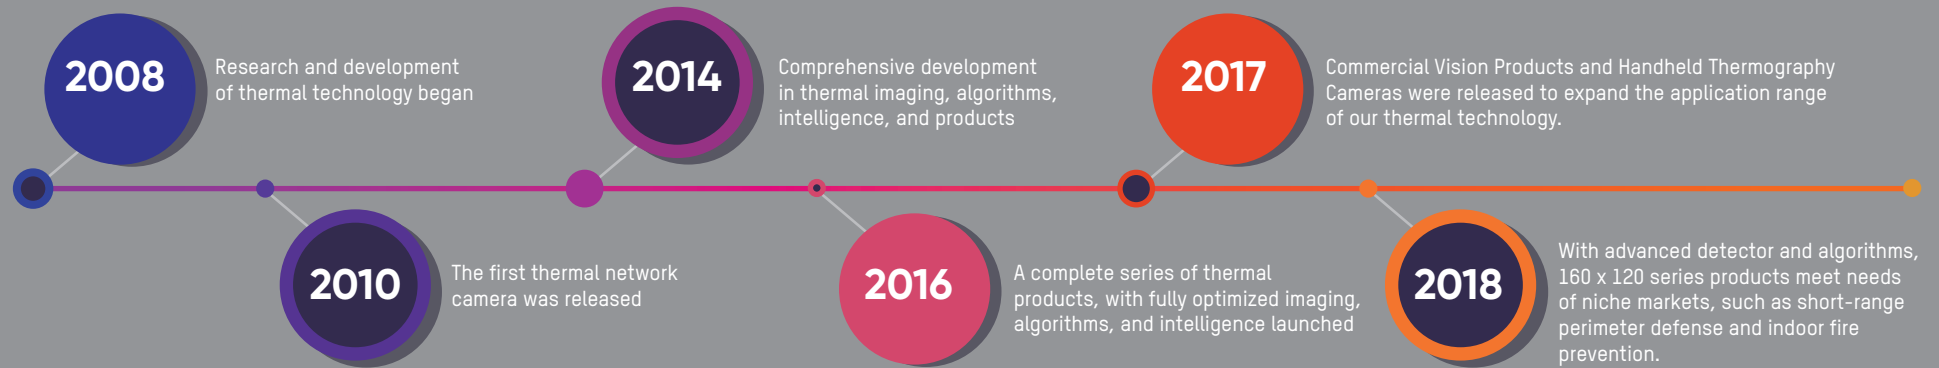 2008
Research and development
of thermal technology began
2010
The first thermal network
camera was released
2014
Comprehensive development
in thermal imaging, algorithms,
intelligence, and products
2016
A complete series of thermal
products, with fully optimized imaging,
algorithms, and intelligence launched
2017
Commercial Vision Products and Handheld Thermography
Cameras were released to expand the application range
of our thermal technology.
2018
With advanced detector and algorithms,
160 x 120 series products meet needs
of niche markets, such as short-range
perimeter defense and indoor fire
prevention.